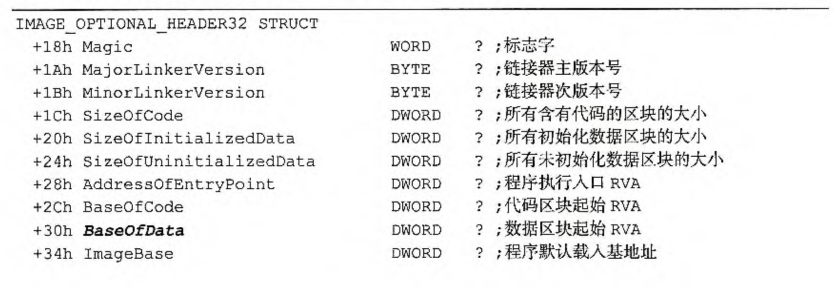 IMAGE_OPTIONAL_HEADER32 STRUCT
+18h Magic WORD ? ;标志字
+1Ah MajorLinkerVersion BYTE ? ;链接器主版本号
+1Bh MinorLinkerVersion BYTE ? ;链接器次版本号
+1Ch SizeOfCode DWORD ? ;所有含有代码的区块的大小
+20h SizeOfInitializedData DWORD ? ;所有初始化数据区块的大小
+24h SizeOfUninitializedData DWORD ? ;所有未初始化数据区块的大小
+28h AddressOfEntryPoint DWORD ? ;程序执行入口 RVA
+2Ch BaseOfCode DWORD ? ;代码区块起始 RVA
+30h BaseOfData DWORD ? ;数据区块起始 RVA
+34h ImageBase DWORD ? ;程序默认载入基地址